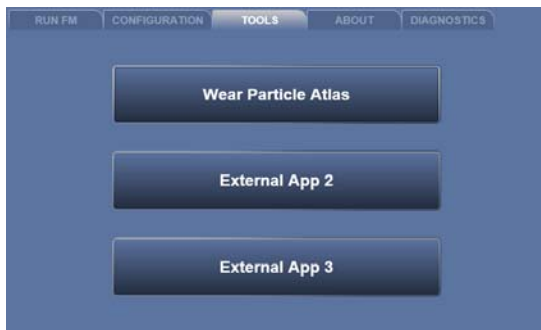 RUN FM CONFIGURATION TOOLS ABOUT DIAGNOSTICS
Wear Particle Atlas
External App 2
External App 3